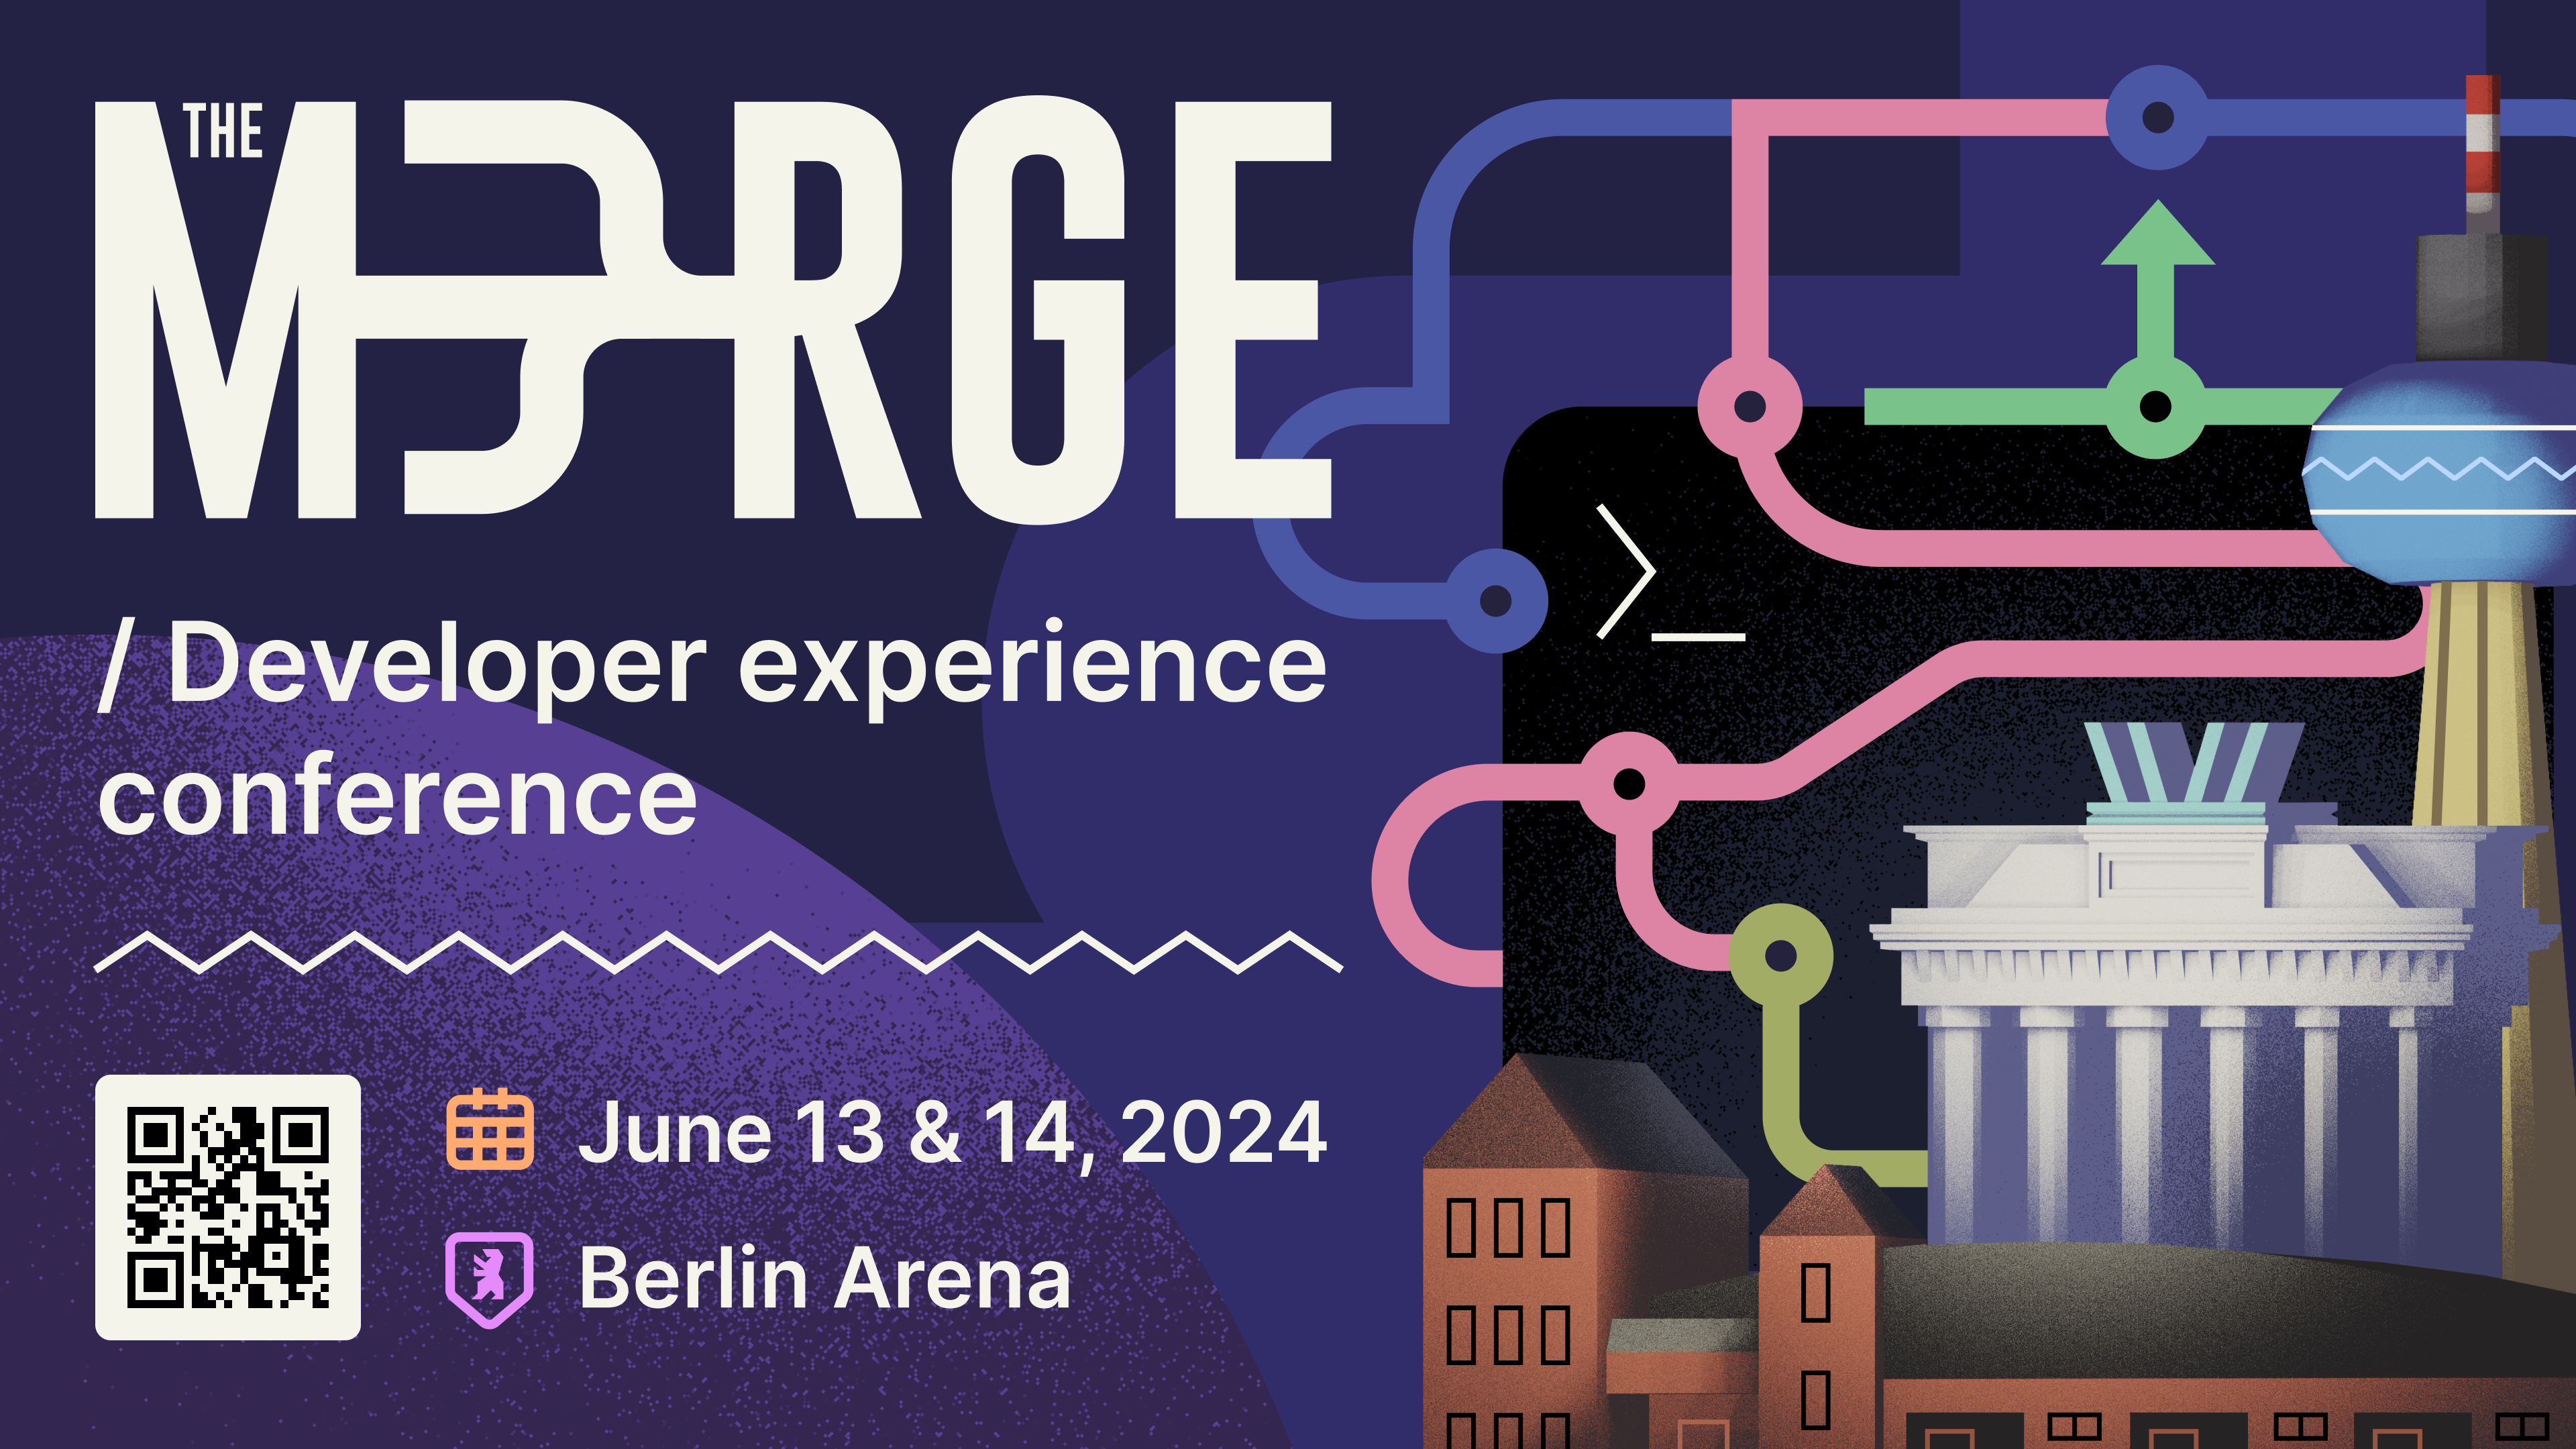 THE
MERGE
/ Developer experience
conference
>_
June 13 & 14, 2024
Berlin Arena